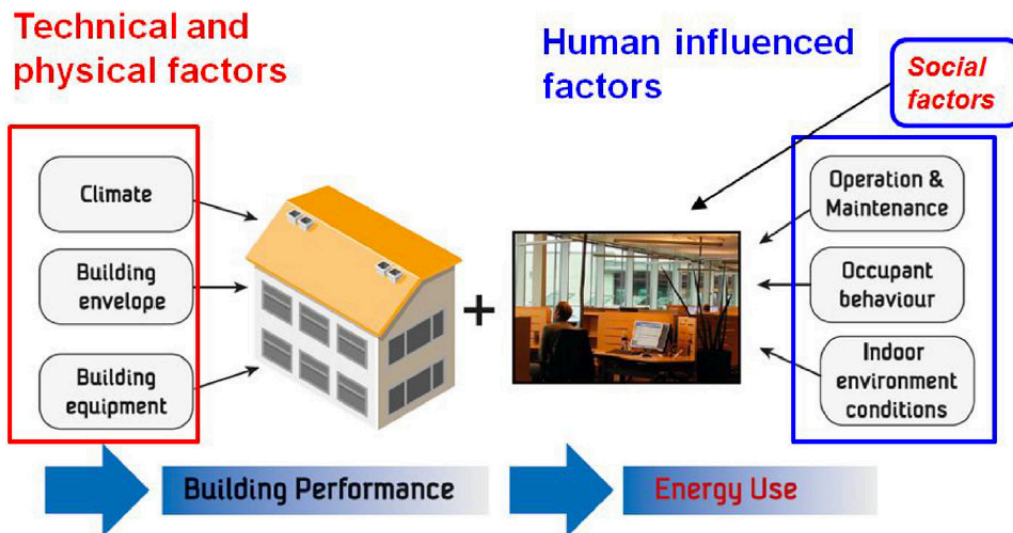 Technical and
physical factors
Human influenced
factors
Social
factors
Climate
Building
envelope
Building
equipment
+
Operation &
Maintenance
Occupant
behaviour
Indoor
environment
conditions
Building Performance
Energy Use